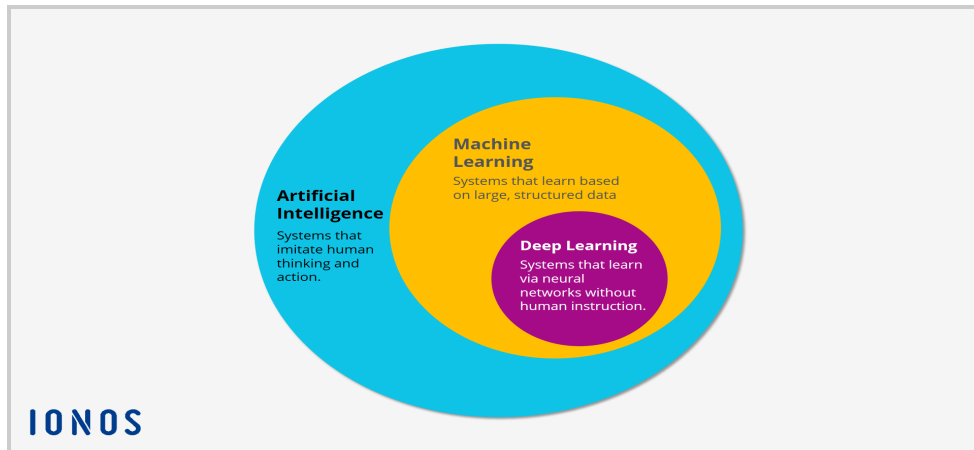 Machine
Learning
Systems that learn based
on large, structured data
Artificial
Intelligence
Systems that
imitate human
thinking and
action.
Deep Learning
Systems that learn
via neural
networks without
human instruction.
IONOS